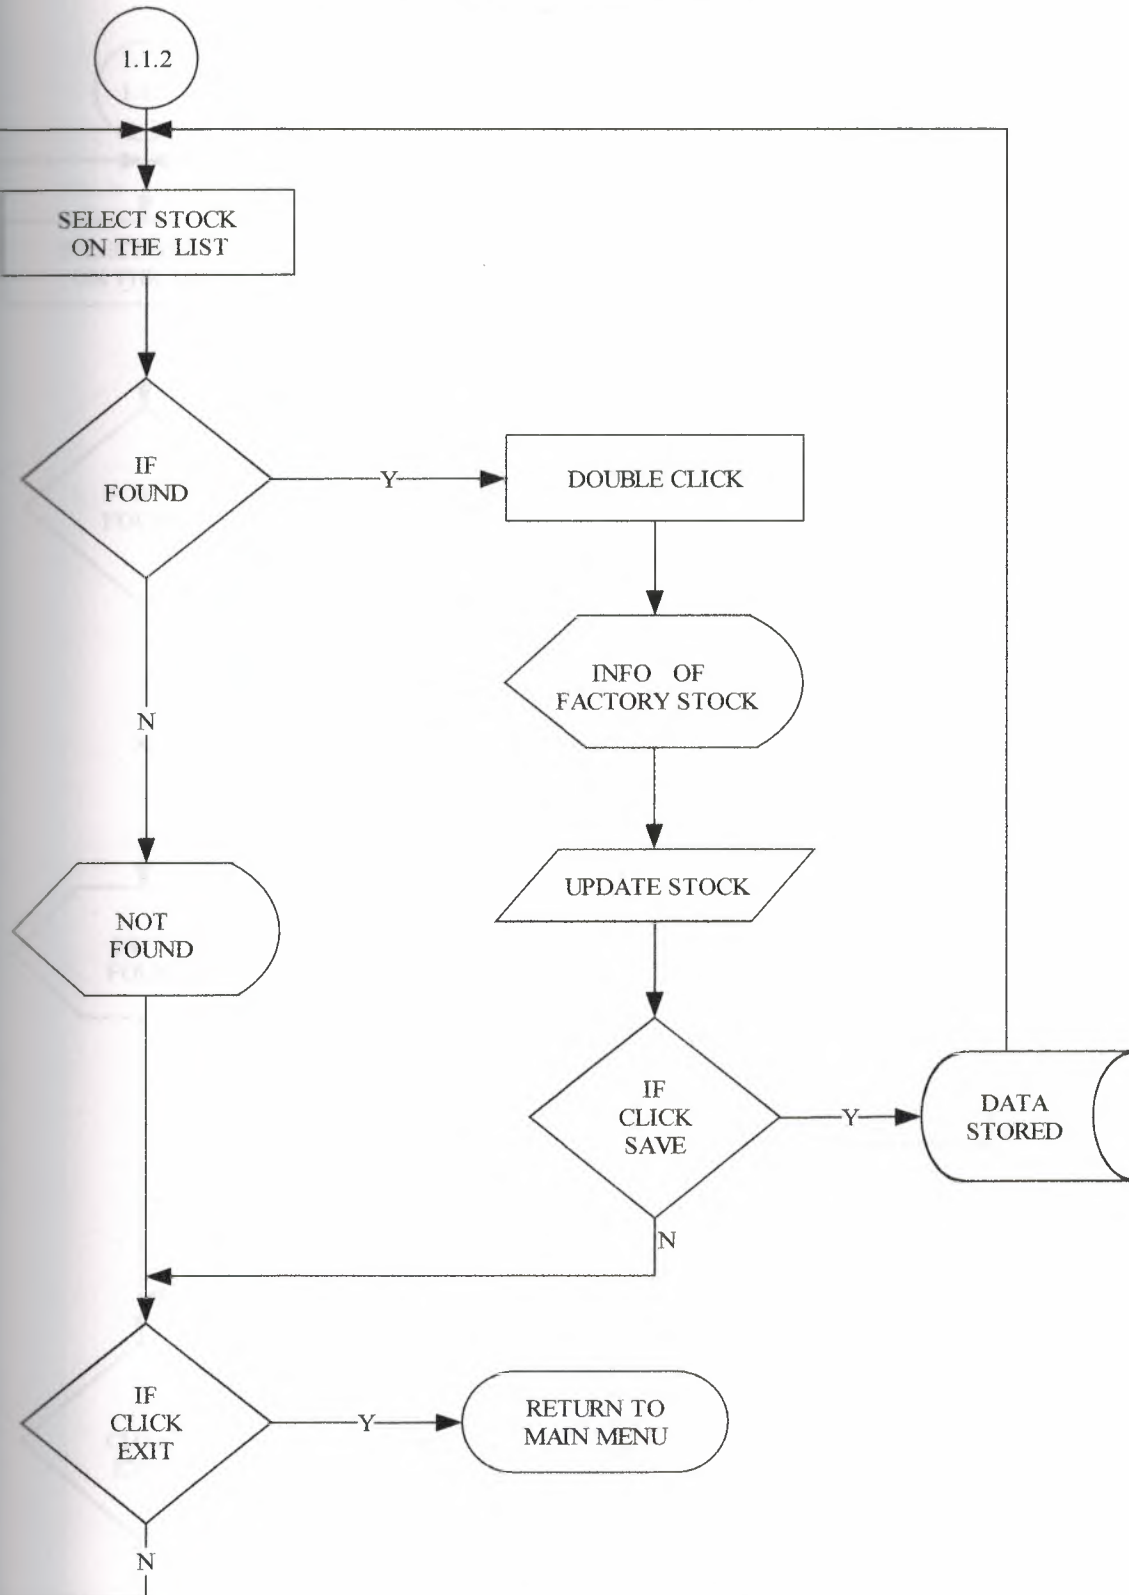 1.1.2
SELECT STOCK
ON THE LIST
IF
FOUND
Y
DOUBLE CLICK
INFO OF
FACTORY STOCK
N
UPDATE STOCK
NOT
FOUND
IF
CLICK
SAVE
Y
DATA
STORED
N
IF
CLICK
EXIT
Y
RETURN TO
MAIN MENU
N